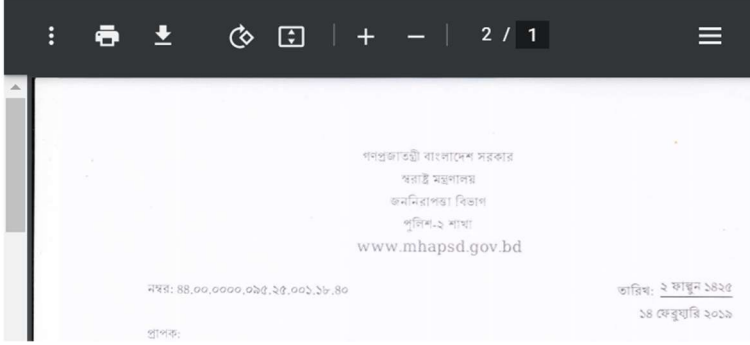 2 / 1
গণপ্রজাতন্ত্রী বাংলাদেশ সরকার
স্বরাষ্ট্র মন্ত্রণালয়
জননিরাপত্তা বিভাগ
পুলিশ-২ শাখা
www.mhapsd.gov.bd
নম্বর: ৪৪.০০.০০০০.০৯৫.২৫.০০১.১৮.৪০
তারিখ: ২ ফাল্গুন ১৪২৫
১৪ ফেব্রুয়ারি ২০১৯
প্রাপক: